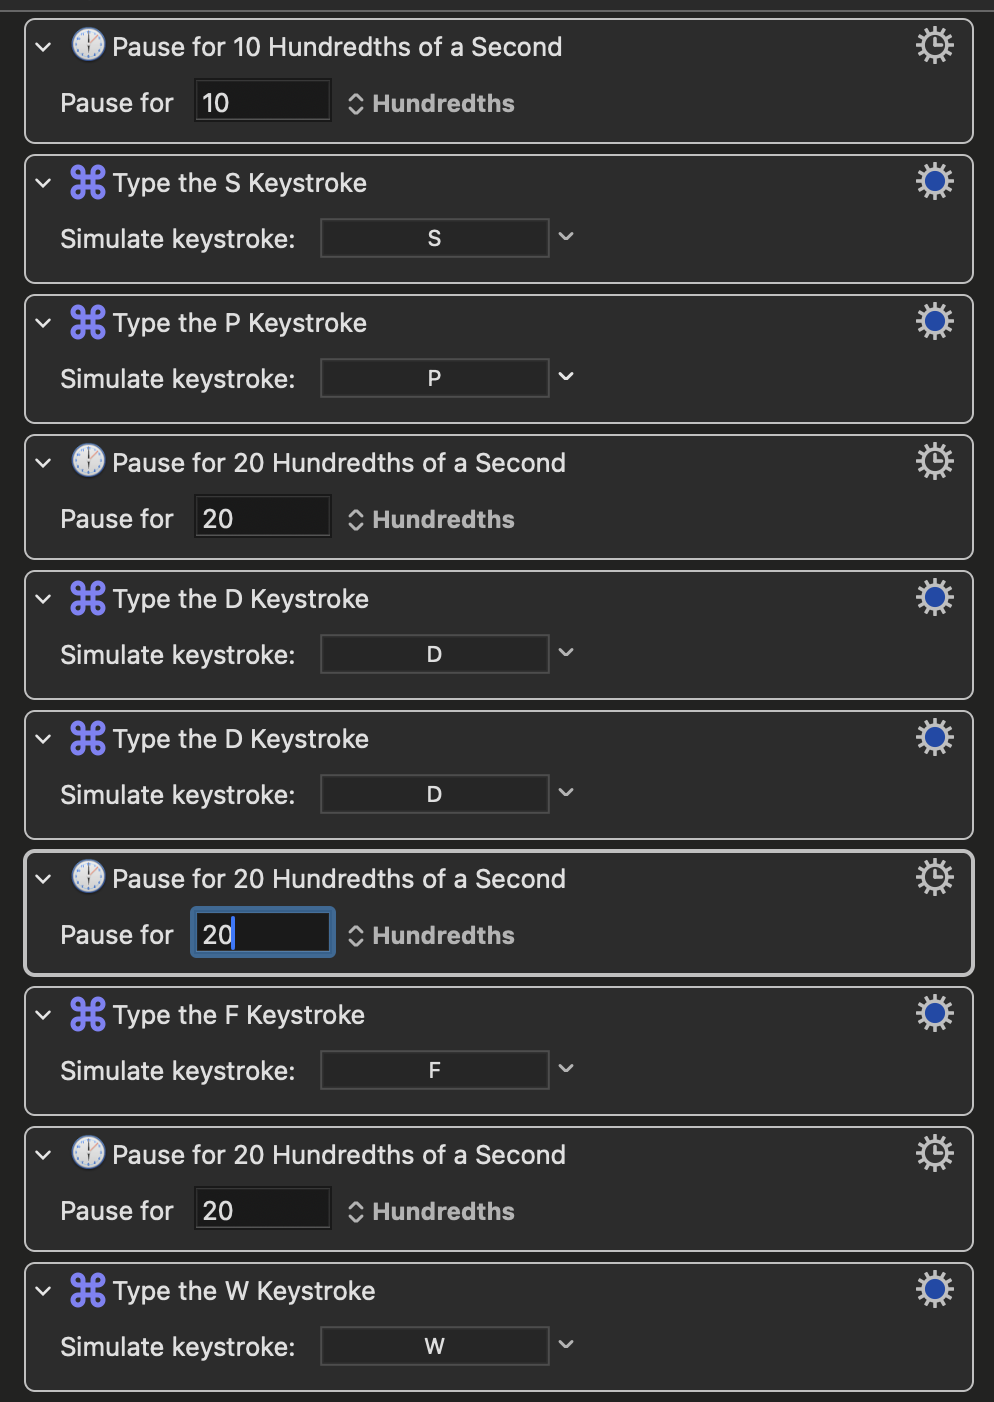 Pause for 10 Hundredths of a Second
Pause for 10 Hundredths
Type the S Keystroke
Simulate keystroke: S
Type the P Keystroke
Simulate keystroke: P
Pause for 20 Hundredths of a Second
Pause for 20 Hundredths
Type the D Keystroke
Simulate keystroke: D
Type the D Keystroke
Simulate keystroke: D
Pause for 20 Hundredths of a Second
Pause for 20 Hundredths
Type the F Keystroke
Simulate keystroke: F
Pause for 20 Hundredths of a Second
Pause for 20 Hundredths
Type the W Keystroke
Simulate keystroke: W